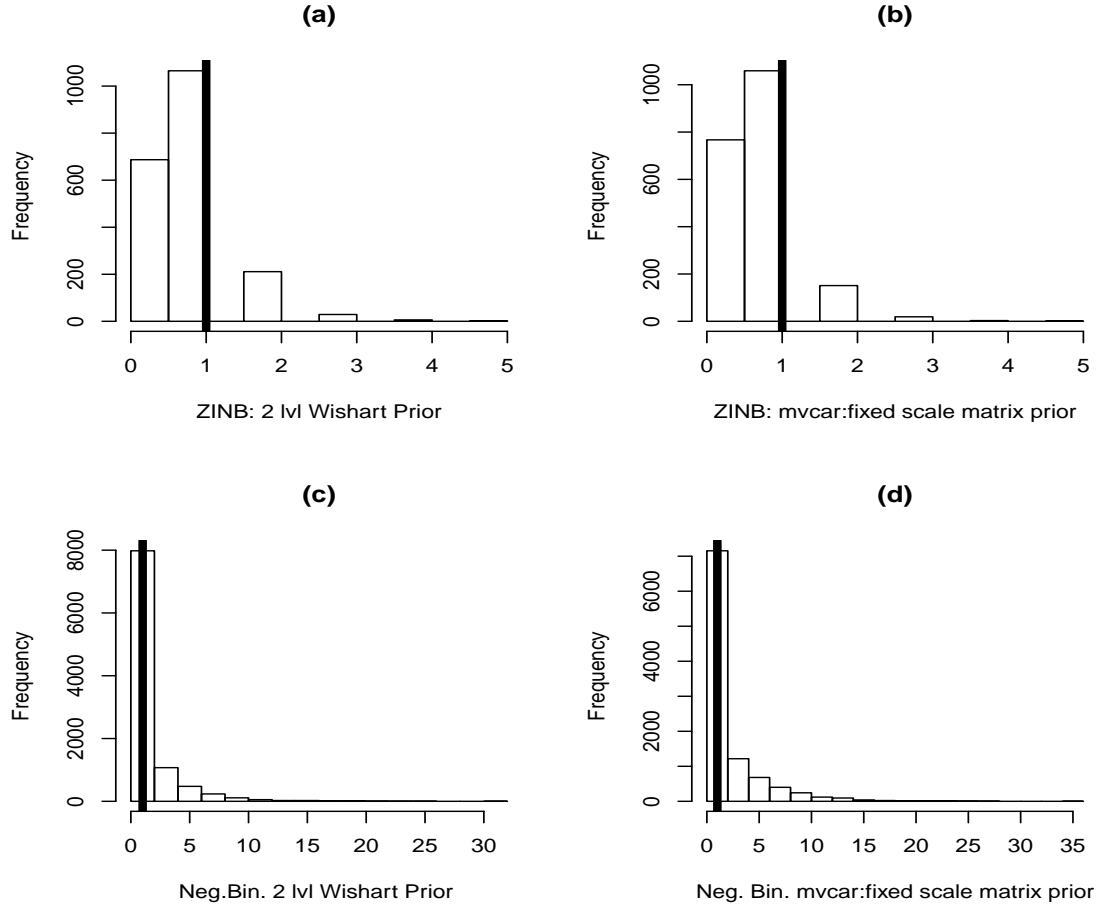 (a)
Frequency
0
200
600
1000
0 1 2 3 4 5
ZINB: 2 lvl Wishart Prior
(b)
Frequency
0
200
600
1000
0 1 2 3 4 5
ZINB: mvcar:fixed scale matrix prior
(c)
Frequency
0
2000
4000
6000
8000
0 5 10 15 20 25 30
Neg.Bin. 2 lvl Wishart Prior
(d)
Frequency
0
2000
4000
6000
0 5 10 15 20 25 30 35
Neg. Bin. mvcar:fixed scale matrix prior